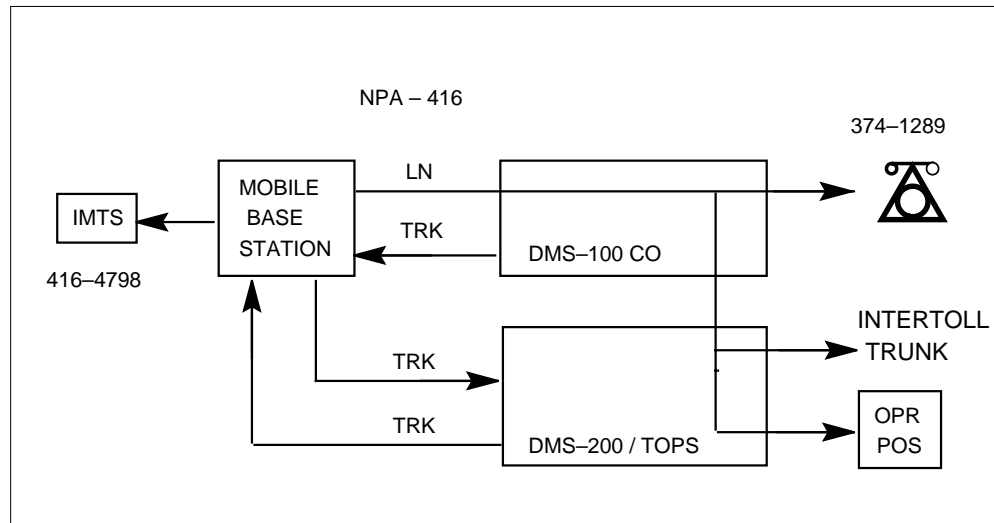 NPA – 416
374–1289
LN
MOBILE
BASE
STATION
IMTS
TRK
DMS–100 CO
416–4798
INTERTOLL
TRUNK
TRK
OPR
POS
TRK
DMS–200 / TOPS